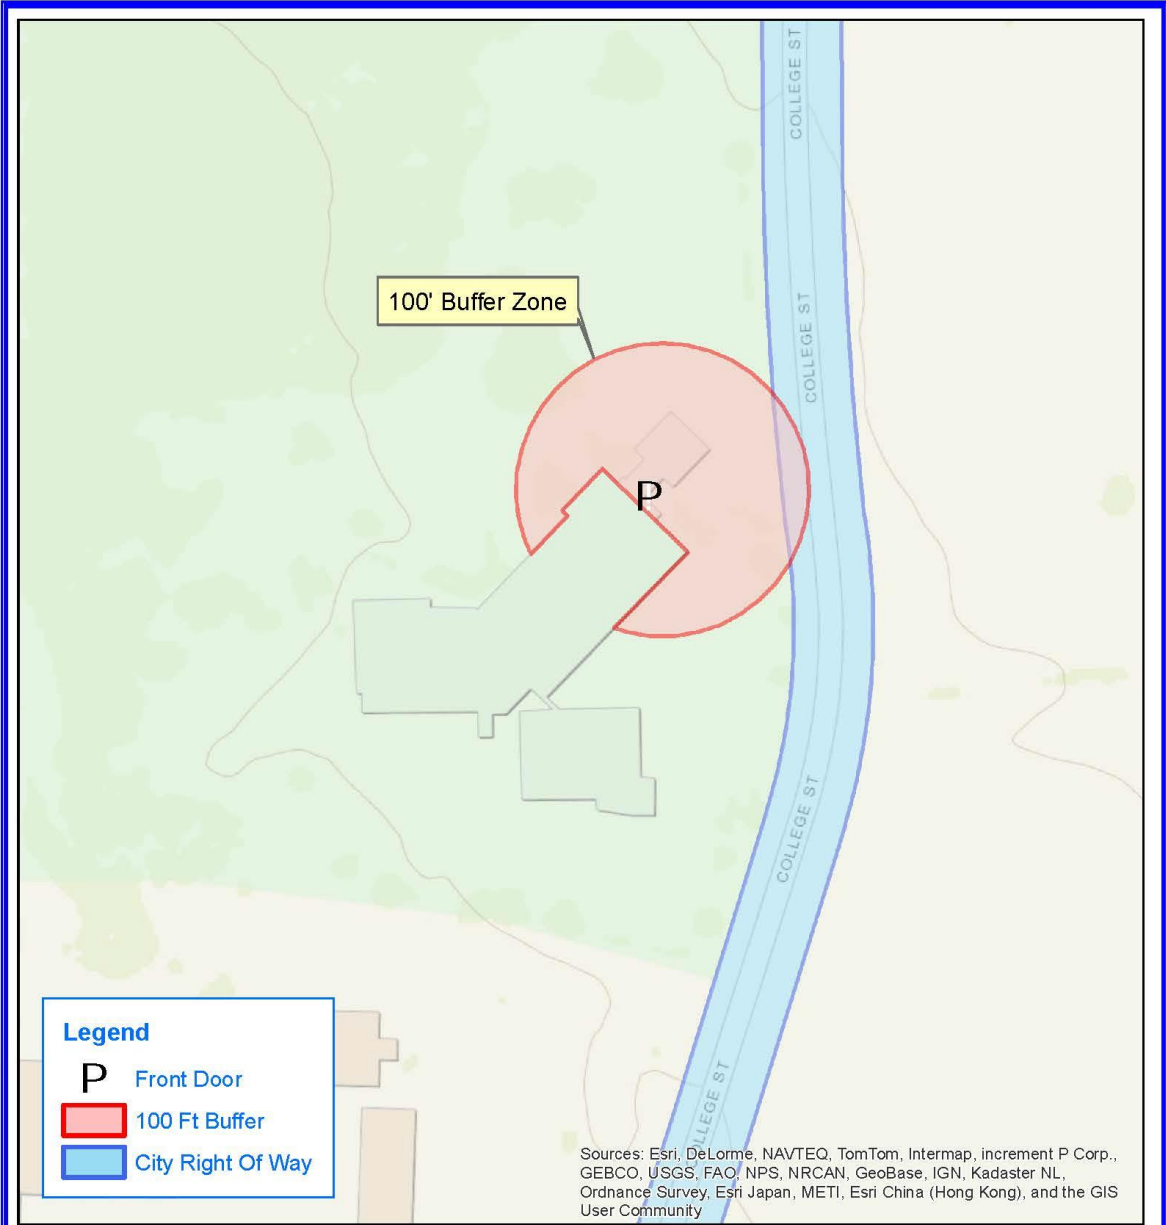 COLLEGE ST
100' Buffer Zone
COLLEGE ST
P
COLLEGE ST
Legend
P Front Door
100 Ft Buffer
City Right Of Way
COLLEGE ST
Sources: Esri, DeLorme, NAVTEQ, TomTom, Intermap, increment P Corp.,
GEBCO, USGS, FAO, NPS, NRCAN, GeoBase, IGN, Kadaster NL,
Ordnance Survey, Esri Japan, METI, Esri China (Hong Kong), and the GIS
User Community